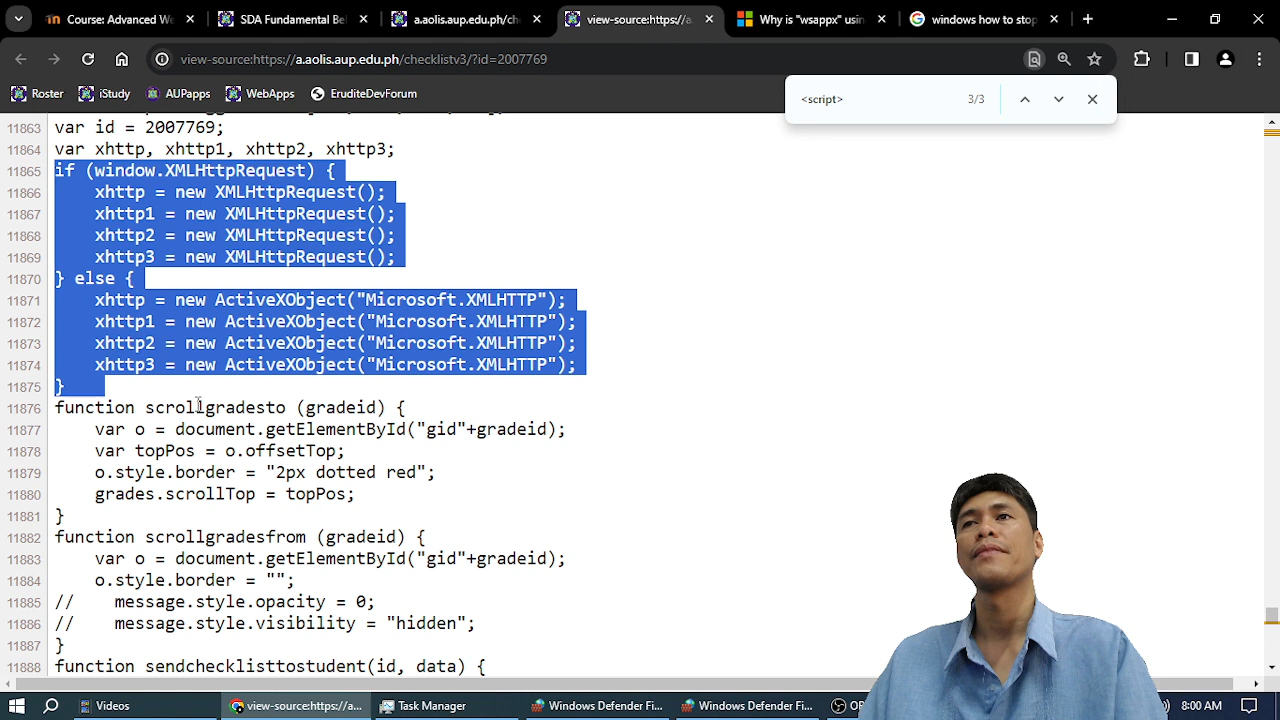 Course: Advanced We
SDA Fundamental Bel
a.aolis.aup.edu.ph/che
view-source:https://a.
Why is "wsappx" usin
windows how to stop
view-source:https://a.aolis.aup.edu.ph/checklistv3/?id=2007769
Roster
iStudy
AUPapps
WebApps
EruditeDevForum
<script>
3/3
11863 var id = 2007769;
11864 var xhttp, xhttp1, xhttp2, xhttp3;
11865 if (window.XMLHttpRequest) {
11866 xhttp = new XMLHttpRequest();
11867 xhttp1 = new XMLHttpRequest();
11868 xhttp2 = new XMLHttpRequest();
11869 xhttp3 = new XMLHttpRequest();
11870 } else {
11871 xhttp = new ActiveXObject("Microsoft.XMLHTTP");
11872 xhttp1 = new ActiveXObject("Microsoft.XMLHTTP");
11873 xhttp2 = new ActiveXObject("Microsoft.XMLHTTP");
11874 xhttp3 = new ActiveXObject("Microsoft.XMLHTTP");
11875 }
11876 function scrollgradesto (gradeid) {
11877 var o = document.getElementById("gid"+gradeid);
11878 var topPos = o.offsetTop;
11879 o.style.border = "2px dotted red";
11880 grades.scrollTop = topPos;
11881 }
11882 function scrollgradesfrom (gradeid) {
11883 var o = document.getElementById("gid"+gradeid);
11884 o.style.border = "";
11885 // message.style.opacity = 0;
11886 // message.style.visibility = "hidden";
11887 }
11888 function sendchecklisttostudent(id, data) {
Videos
view-source:https://a...
Task Manager
Windows Defender Fi...
Windows Defender Fi...
8:00 AM